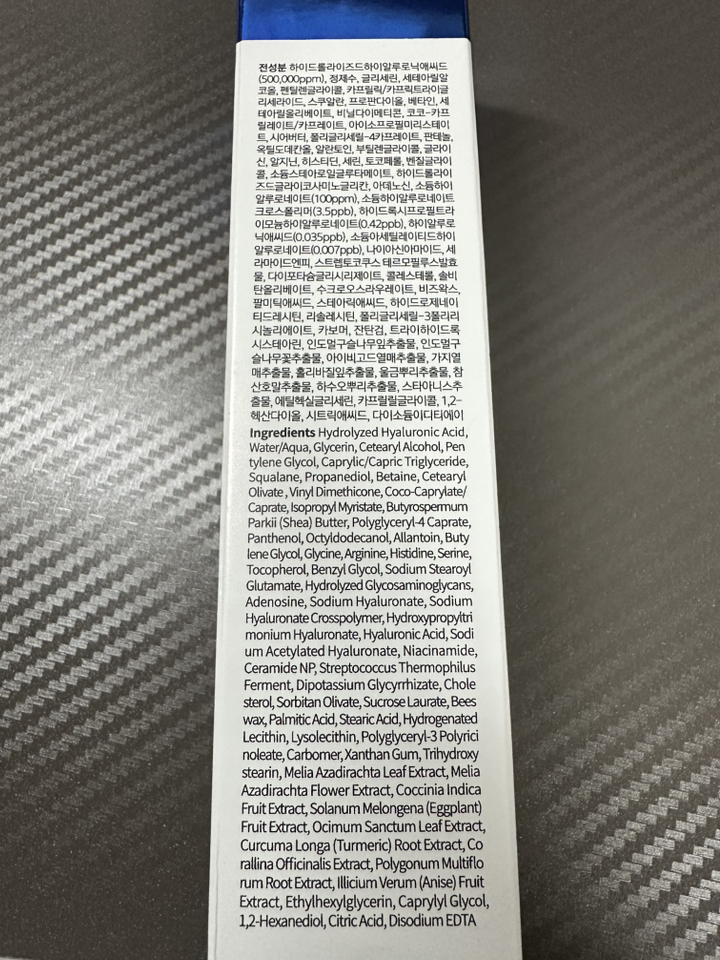 전성분 하이드롤라이즈드하이알루로닉애씨드
(500,000ppm), 정제수, 글리세린, 세테아릴알
코올, 펜틸렌글라이콜, 카프릴릭/카프릭트라이글
리세라이드, 스쿠알란, 프로판다이올, 베타인, 세
테아릴올리베이트, 비닐다이메티콘, 코코-카프
릴레이트/카프레이트, 아이소프로필미리스테이
트, 시어버터, 폴리글리세릴-4카프레이트, 판테놀,
옥틸도데칸올, 알란토인, 부틸렌글라이콜, 글라이
신, 알지닌, 히스티딘, 세린, 토코페롤, 벤질글라이
콜, 소듐스테아로일글루타메이트, 하이드롤라이
즈드글라이코사미노글리칸, 아데노신, 소듐하이
알루로네이트(100ppm), 소듐하이알루로네이트
크로스폴리머(3.5ppb), 하이드록시프로필트라
이모늄하이알루로네이트(0.42ppb), 하이알루로
닉애씨드(0.035ppb), 소듐아세틸레이티드하이
알루로네이트(0.007ppb), 나이아신아마이드, 세
라마이드엔피, 스트렙토코쿠스 테르모필루스발효
물, 다이포타슘글리시리제이트, 콜레스테롤, 솔비
탄올리베이트, 수크로오스라우레이트, 비즈왁스,
팔미틱애씨드, 스테아릭애씨드, 하이드로제네이
티드레시틴, 리솔레시틴, 폴리글리세릴-3폴리리
시놀리에이트, 카보머, 잔탄검, 트라이하이드록
시스테아린, 인도멀구슬나무잎추출물, 인도멀구
슬나무꽃추출물, 아이비고드열매추출물, 가지열
매추출물, 홀리바질잎추출물, 울금뿌리추출물, 참
산호말추출물, 하수오뿌리추출물, 스타아니스추
출물, 에틸헥실글리세린, 카프릴릴글라이콜, 1,2-
헥산다이올, 시트릭애씨드, 다이소듐이디티에이
Ingredients Hydrolyzed Hyaluronic Acid,
Water/Aqua, Glycerin, Cetearyl Alcohol, Pen
tylene Glycol, Caprylic/Capric Triglyceride,
Squalane, Propanediol, Betaine, Cetearyl
Olivate , Vinyl Dimethicone, Coco-Caprylate/
Caprate, Isopropyl Myristate, Butyrospermum
Parkii (Shea) Butter, Polyglyceryl-4 Caprate,
Panthenol, Octyldodecanol, Allantoin, Buty
lene Glycol, Glycine, Arginine, Histidine, Serine,
Tocopherol, Benzyl Glycol, Sodium Stearoyl
Glutamate, Hydrolyzed Glycosaminoglycans,
Adenosine, Sodium Hyaluronate, Sodium
Hyaluronate Crosspolymer, Hydroxypropyltri
monium Hyaluronate, Hyaluronic Acid, Sodi
um Acetylated Hyaluronate, Niacinamide,
Ceramide NP, Streptococcus Thermophilus
Ferment, Dipotassium Glycyrrhizate, Chole
sterol, Sorbitan Olivate, Sucrose Laurate, Bees
wax, Palmitic Acid, Stearic Acid, Hydrogenated
Lecithin, Lysolecithin, Polyglyceryl-3 Polyrici
noleate, Carbomer, Xanthan Gum, Trihydroxy
stearin, Melia Azadirachta Leaf Extract, Melia
Azadirachta Flower Extract, Coccinia Indica
Fruit Extract, Solanum Melongena (Eggplant)
Fruit Extract, Ocimum Sanctum Leaf Extract,
Curcuma Longa (Turmeric) Root Extract, Co
rallina Officinalis Extract, Polygonum Multiflo
rum Root Extract, Illicium Verum (Anise) Fruit
Extract, Ethylhexylglycerin, Caprylyl Glycol,
1,2-Hexanediol, Citric Acid, Disodium EDTA